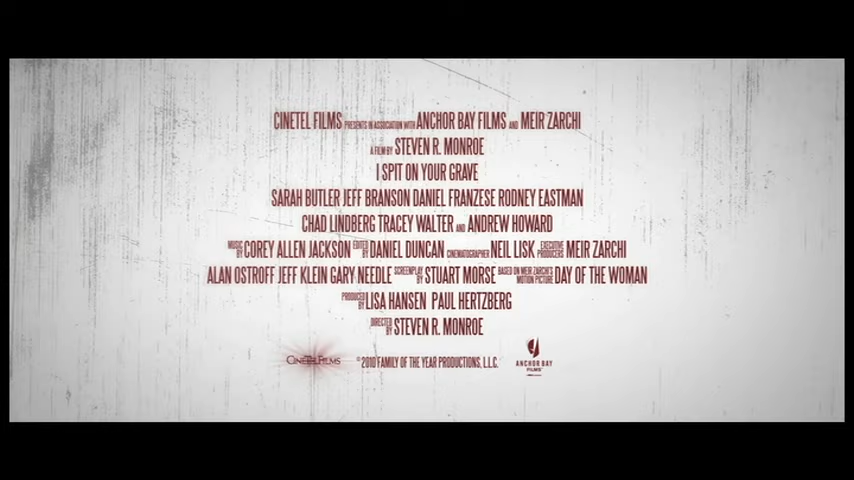 CINETEL FILMS PRESENTS IN ASSOCIATION WITH ANCHOR BAY FILMS AND MEIR ZARCHI
A FILM BY STEVEN R. MONROE
I SPIT ON YOUR GRAVE
SARAH BUTLER JEFF BRANSON DANIEL FRANZESE RODNEY EASTMAN
CHAD LINDBERG TRACEY WALTER AND ANDREW HOWARD
MUSIC BY COREY ALLEN JACKSON EDITED BY DANIEL DUNCAN CINEMATOGRAPHER NEIL LISK EXECUTIVE PRODUCERS MEIR ZARCHI
ALAN OSTROFF JEFF KLEIN GARY NEEDLE SCREENPLAY BY STUART MORSE BASED ON MEIR ZARCHI'S MOTION PICTURE DAY OF THE WOMAN
PRODUCED BY LISA HANSEN PAUL HERTZBERG
DIRECTED BY STEVEN R. MONROE
CINETEL FILMS © 2010 FAMILY OF THE YEAR PRODUCTIONS, L.L.C. ANCHOR BAY FILMS™